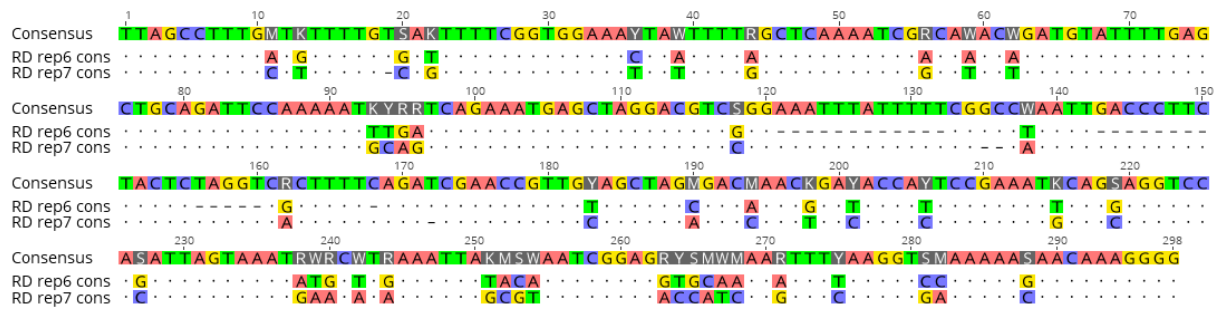 1 10 20 30 40 50 60 70
Consensus TTAGCCTTTGMTKTTTTGTSAKTTTTCGGTGGAAAYTAWTTTTRGCTCAAAATCGRCAWACWGATGTATTTTGAG
RD rep6 cons ..........A.G......G.T.............C..A....A...........A..A..A.............
RD rep7 cons ..........C.T.....-C.G.............T..T....G...........G..T..T.............
80 90 100 110 120 130 140 150
Consensus CTGCAGATTCCAAAAATKYRRTCAGAAATGAGCTAGGACGTCSGGAAATTTATTTTTCGGCCWAATTGACCCTTC
RD rep6 cons .................TTGA.....................G..------------.....T....--------
RD rep7 cons .................GCAG.....................C................--.A............
160 170 180 190 200 210 220
Consensus TACTCTAGGTCRCTTTTCAGATCGAACCGTTGYAGCTAGMGACMAACKGAYACCAYTCCGAAATKCAGSAGGTCC
RD rep6 cons .....-----.G.....-..............T......C...A...G..T....T........T...G......
RD rep7 cons ...........A.........-..........C......A...C...T..C....C........G...C......
230 240 250 260 270 280 290 298
Consensus ASATTAGTAAATRWRCWTRAAATTAKMSWAATCGGAGRYSMWMAARTTTYAAGGTSMAAAAASAACAAAGGGG
RD rep6 cons .G..........ATG.T.G......TACA........GTGCAA..A...T.....CC.....G..........
RD rep7 cons .C..........GAA.A.A......GCGT........ACCATC..G...C.....GA.....C..........